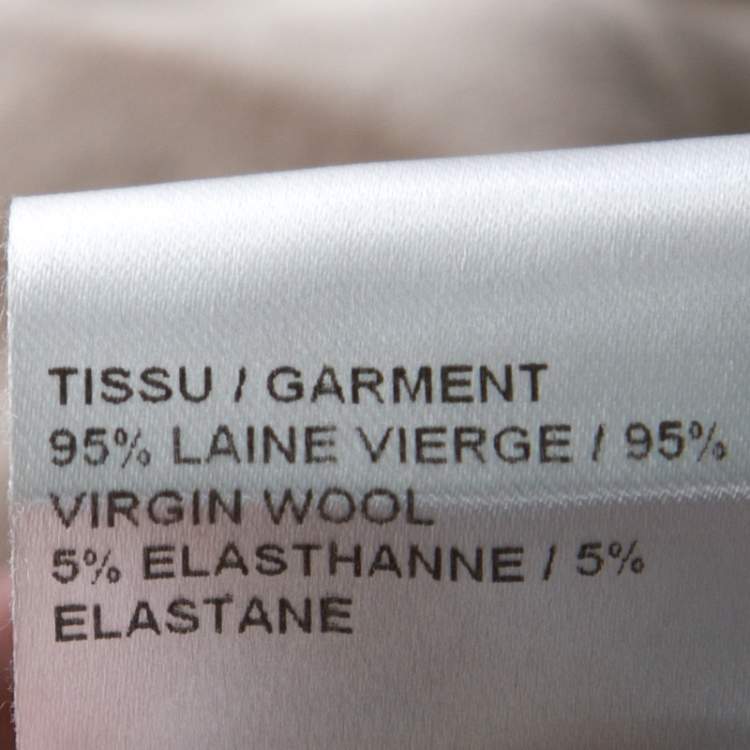 TISSU / GARMENT
95% LAINE VIERGE / 95%
VIRGIN WOOL
5% ELASTHANNE / 5%
ELASTANE